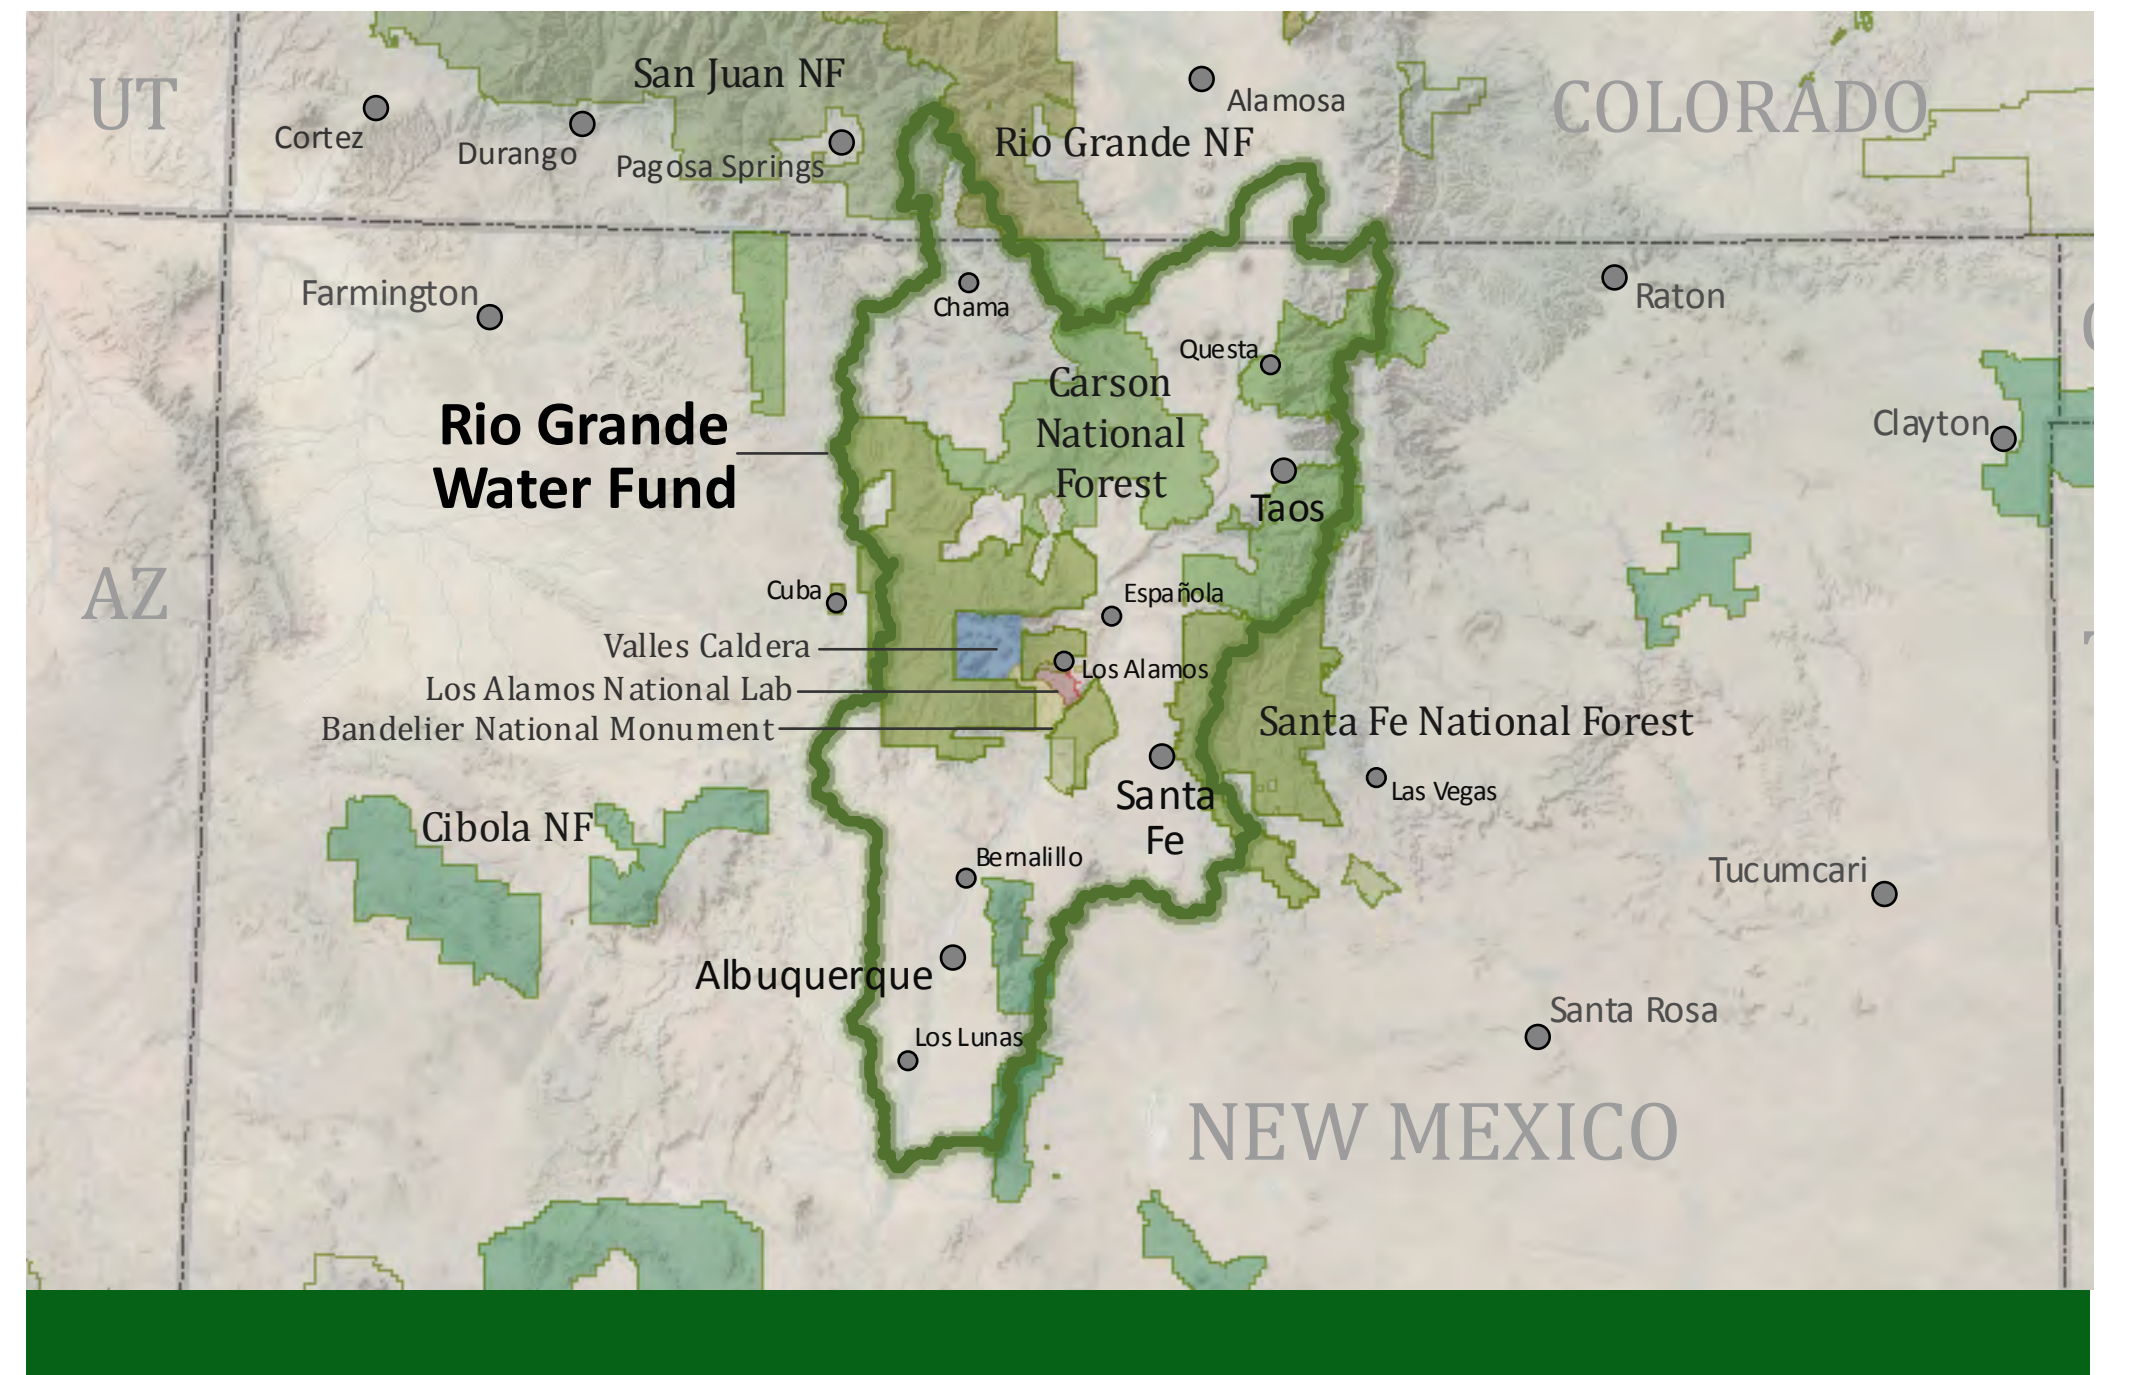 UT
San Juan NF
COLORADO
Alamosa
Cortez
Durango
Pagosa Springs
Rio Grande NF
Farmington
Chama
Raton
Questa
Carson
National
Forest
Rio Grande
Water Fund
Clayton
Taos
AZ
Cuba
Española
Valles Caldera
Los Alamos
Los Alamos National Lab
Bandelier National Monument
Santa Fe National Forest
Las Vegas
Santa
Fe
Cibola NF
Bernalillo
Tucumcari
Albuquerque
Santa Rosa
Los Lunas
NEW MEXICO